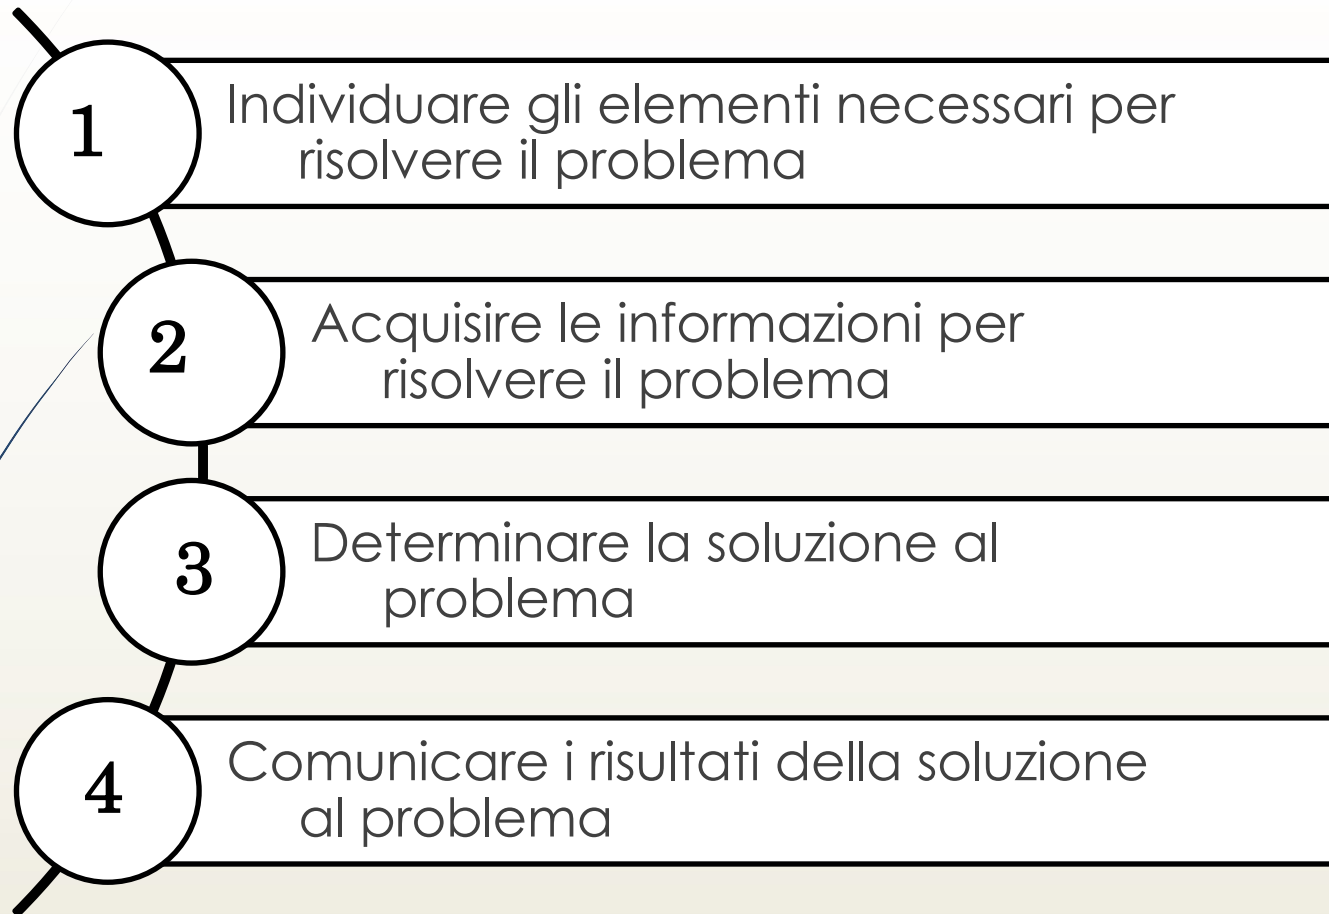 1
Individuare gli elementi necessari per
risolvere il problema
2
Acquisire le informazioni per
risolvere il problema
3
Determinare la soluzione al
problema
4
Comunicare i risultati della soluzione
al problema